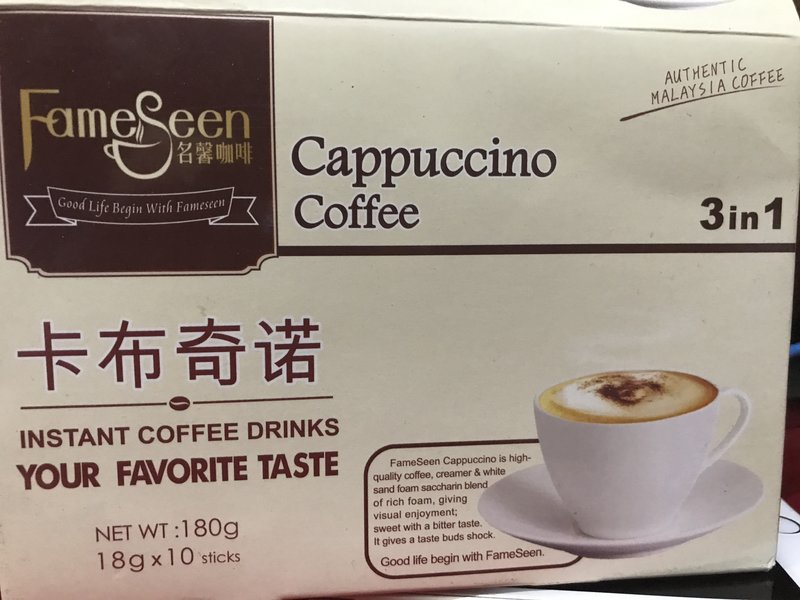 FameSeen
名馨咖啡
Good Life Begin With Fameseen
Cappuccino
Coffee
AUTHENTIC
MALAYSIA COFFEE
3in1
卡布奇诺
INSTANT COFFEE DRINKS
YOUR FAVORITE TASTE
NET WT :180g
18g x 10 sticks
FameSeen Cappuccino is high-
quality coffee, creamer & white
sand foam saccharin blend
of rich foam, giving
visual enjoyment;
sweet with a bitter taste.
It gives a taste buds shock.
Good life begin with FameSeen.